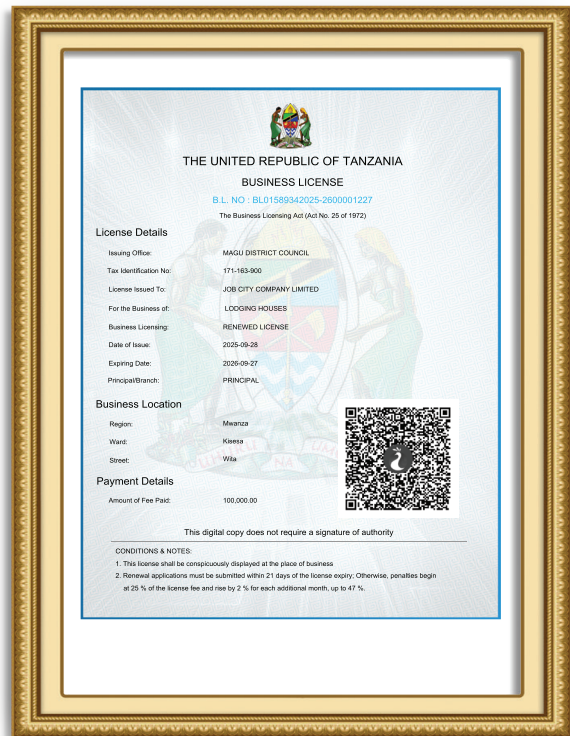 THE UNITED REPUBLIC OF TANZANIA
BUSINESS LICENSE
B.L. NO : BL01589342025-2600001227
The Business Licensing Act (Act No. 25 of 1972)
License Details
Issuing Office: MAGU DISTRICT COUNCIL
Tax Identification No: 171-163-900
License Issued To: JOB CITY COMPANY LIMITED
For the Business of: LODGING HOUSES
Business Licensing: RENEWED LICENSE
Date of Issue: 2025-09-28
Expiring Date: 2026-09-27
Principal/Branch: PRINCIPAL
Business Location
Region: Mwanza
Ward: Kisesa
Street: Wita
Payment Details
Amount of Fee Paid: 100,000.00
This digital copy does not require a signature of authority
CONDITIONS & NOTES:
1. This license shall be conspicuously displayed at the place of business
2. Renewal applications must be submitted within 21 days of the license expiry; Otherwise, penalties begin
at 25 % of the license fee and rise by 2 % for each additional month, up to 47 %.